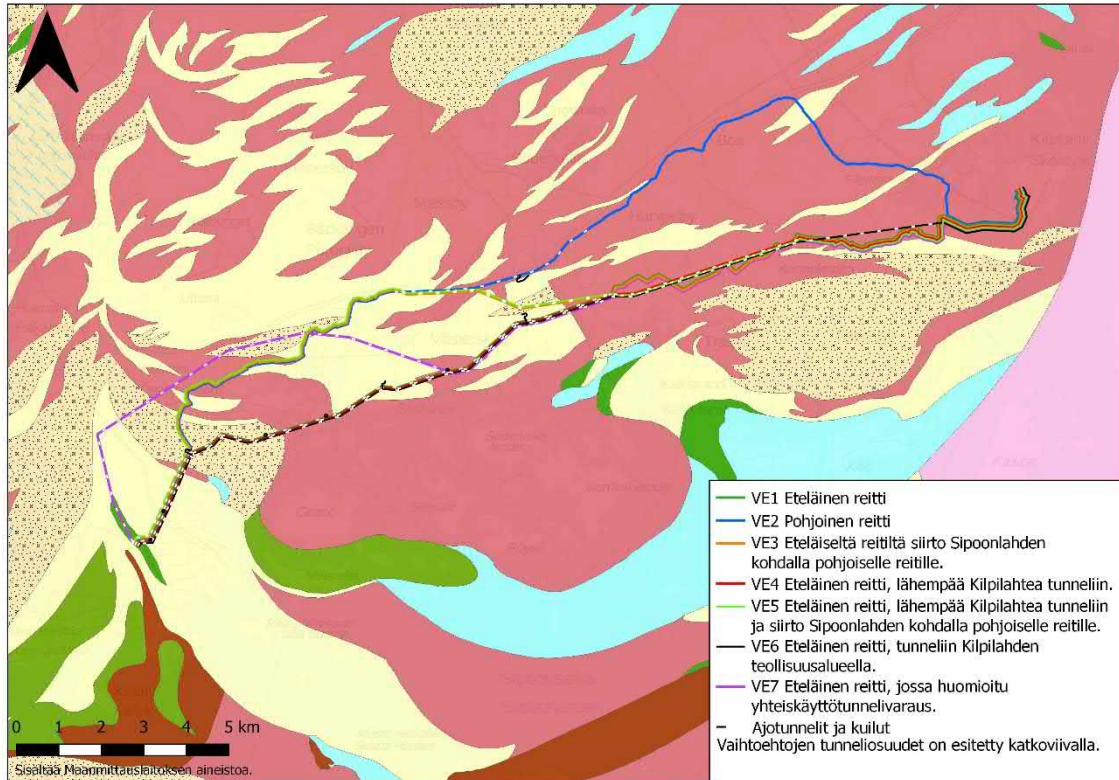 VE1 Eteläinen reitti
VE2 Pohjoinen reitti
VE3 Eteläiseltä reitiltä siirto Sipoonlahden
kohdalla pohjoiselle reitille.
VE4 Eteläinen reitti, lähempää Kilpilahtea tunneliin.
VE5 Eteläinen reitti, lähempää Kilpilahtea tunneliin
ja siirto Sipoonlahden kohdalla pohjoiselle reitille.
VE6 Eteläinen reitti, tunneliin Kilpilahden
teollisuusalueella.
VE7 Eteläinen reitti, jossa huomioitu
yhteiskäyttötunnelivaraus.
Ajotunnelit ja kuilut
Vaihtoehtojen tunneliosuudet on esitetty katkoviivalla.
0 1 2 3 4 5 km
Sisältää Maanmittauslaitoksen aineistoa.